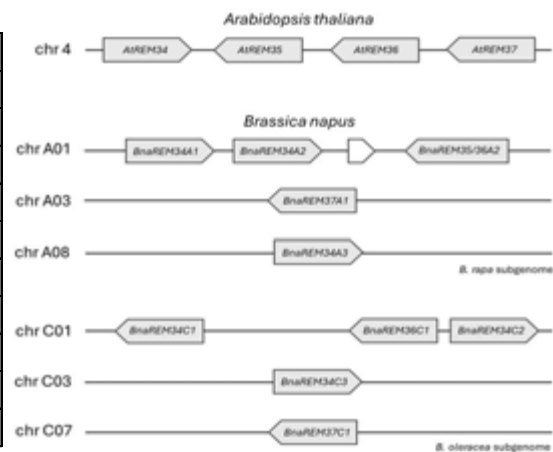 Arabidopsis thaliana
chr 4 AtREM34 AtREM35 AtREM36 AtREM37
Brassica napus
chr A01 BnaREM34A1 BnaREM34A2 BnaREM35/36A2
chr A03 BnaREM37A1
chr A08 BnaREM34A3
B. rapa subgenome
chr C01 BnaREM34C1 BnaREM36C1 BnaREM34C2
chr C03 BnaREM34C3
chr C07 BnaREM37C1
B. oleracea subgenome